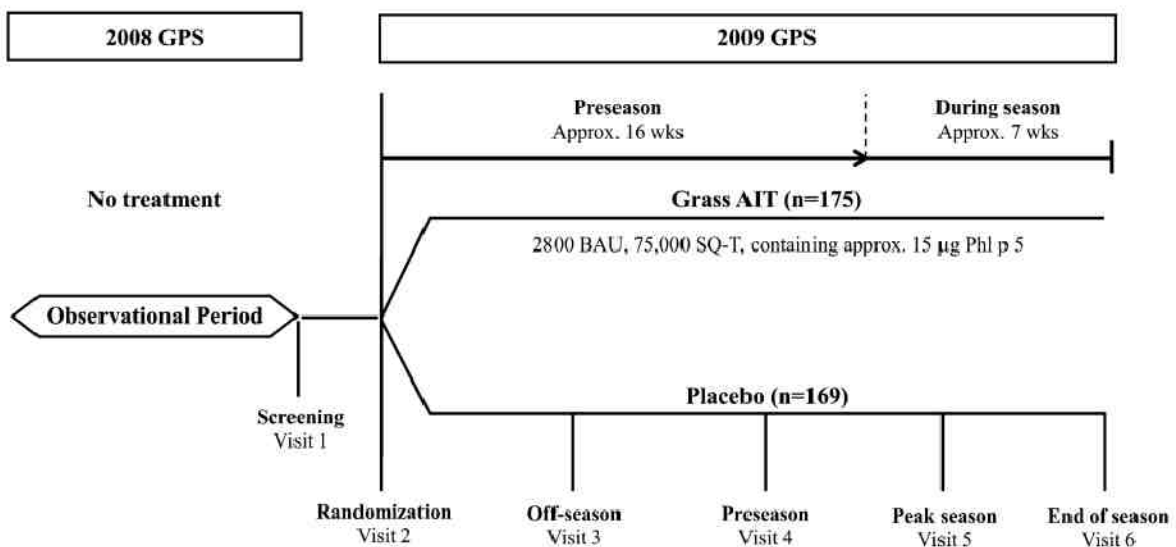 2008 GPS
2009 GPS
Preseason
Approx. 16 wks
During season
Approx. 7 wks
No treatment
Grass AIT (n=175)
2800 BAU, 75,000 SQ-T, containing approx. 15 µg Phl p 5
Observational Period
Screening
Visit 1
Placebo (n=169)
Randomization
Visit 2
Off-season
Visit 3
Preseason
Visit 4
Peak season
Visit 5
End of season
Visit 6